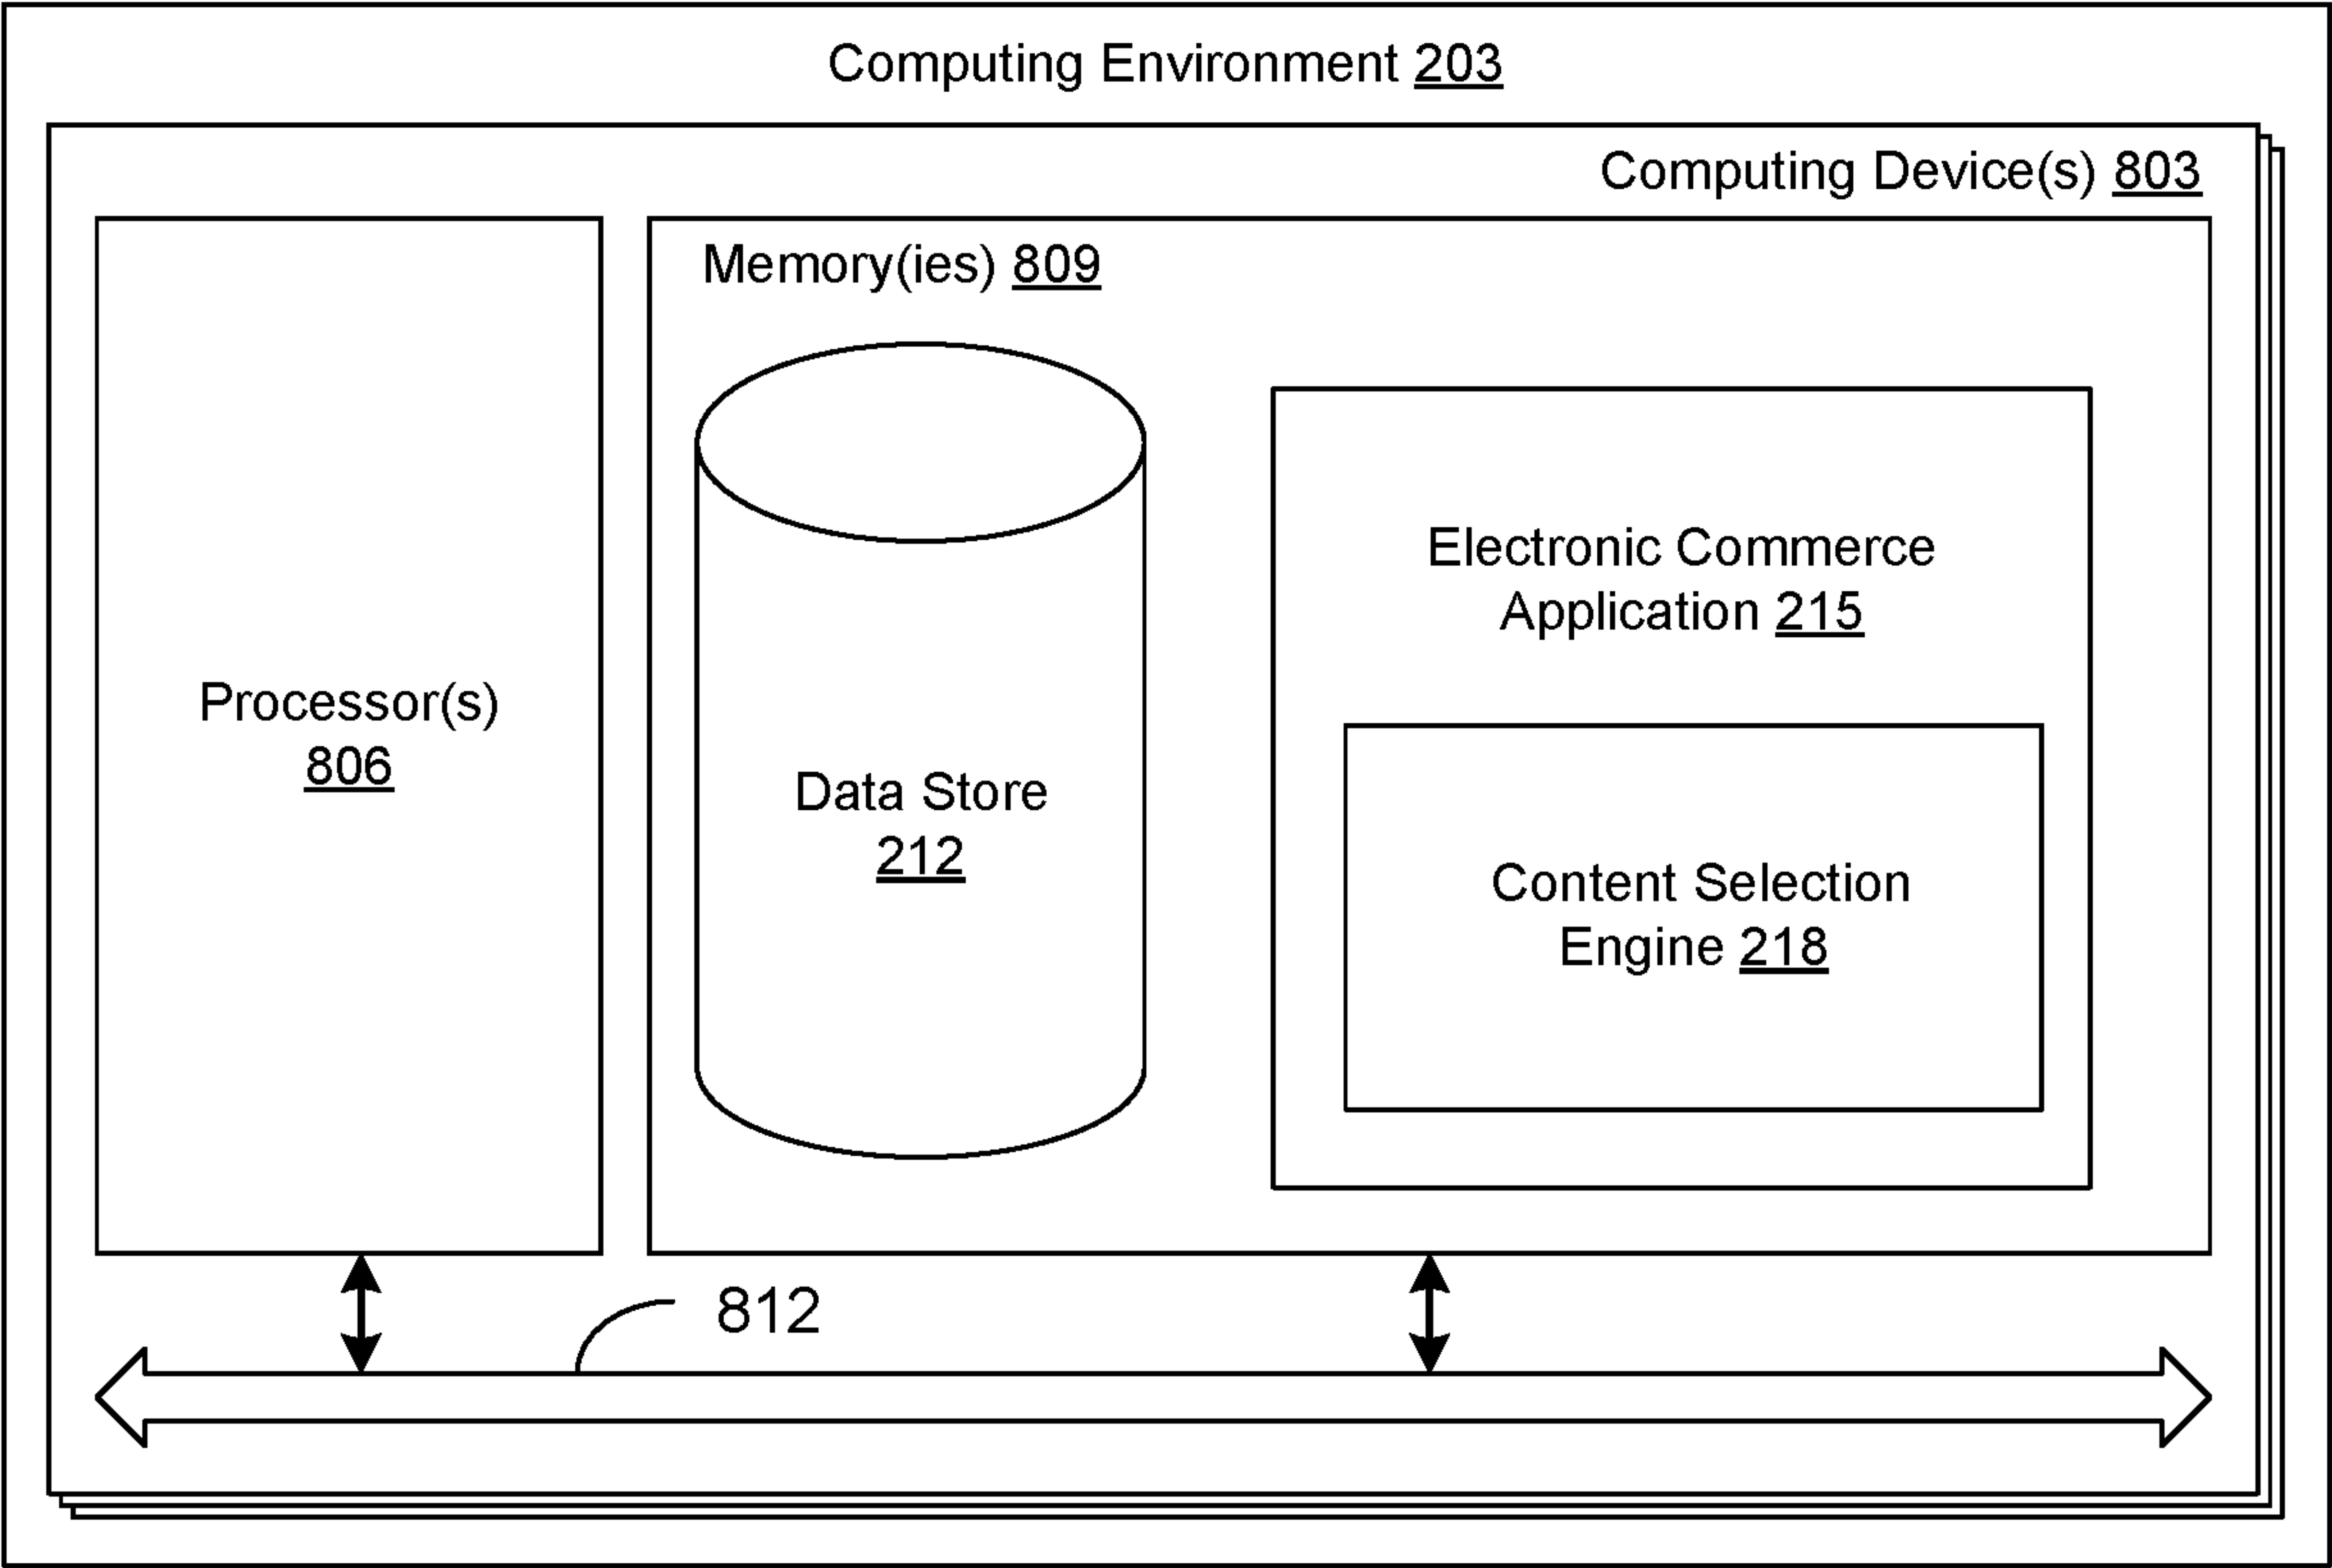 Computing Environment 203
Computing Device(s) 803
Memory(ies) 809
Electronic Commerce
Application 215
Processor(s)
806
Data Store
212
Content Selection
Engine 218
812